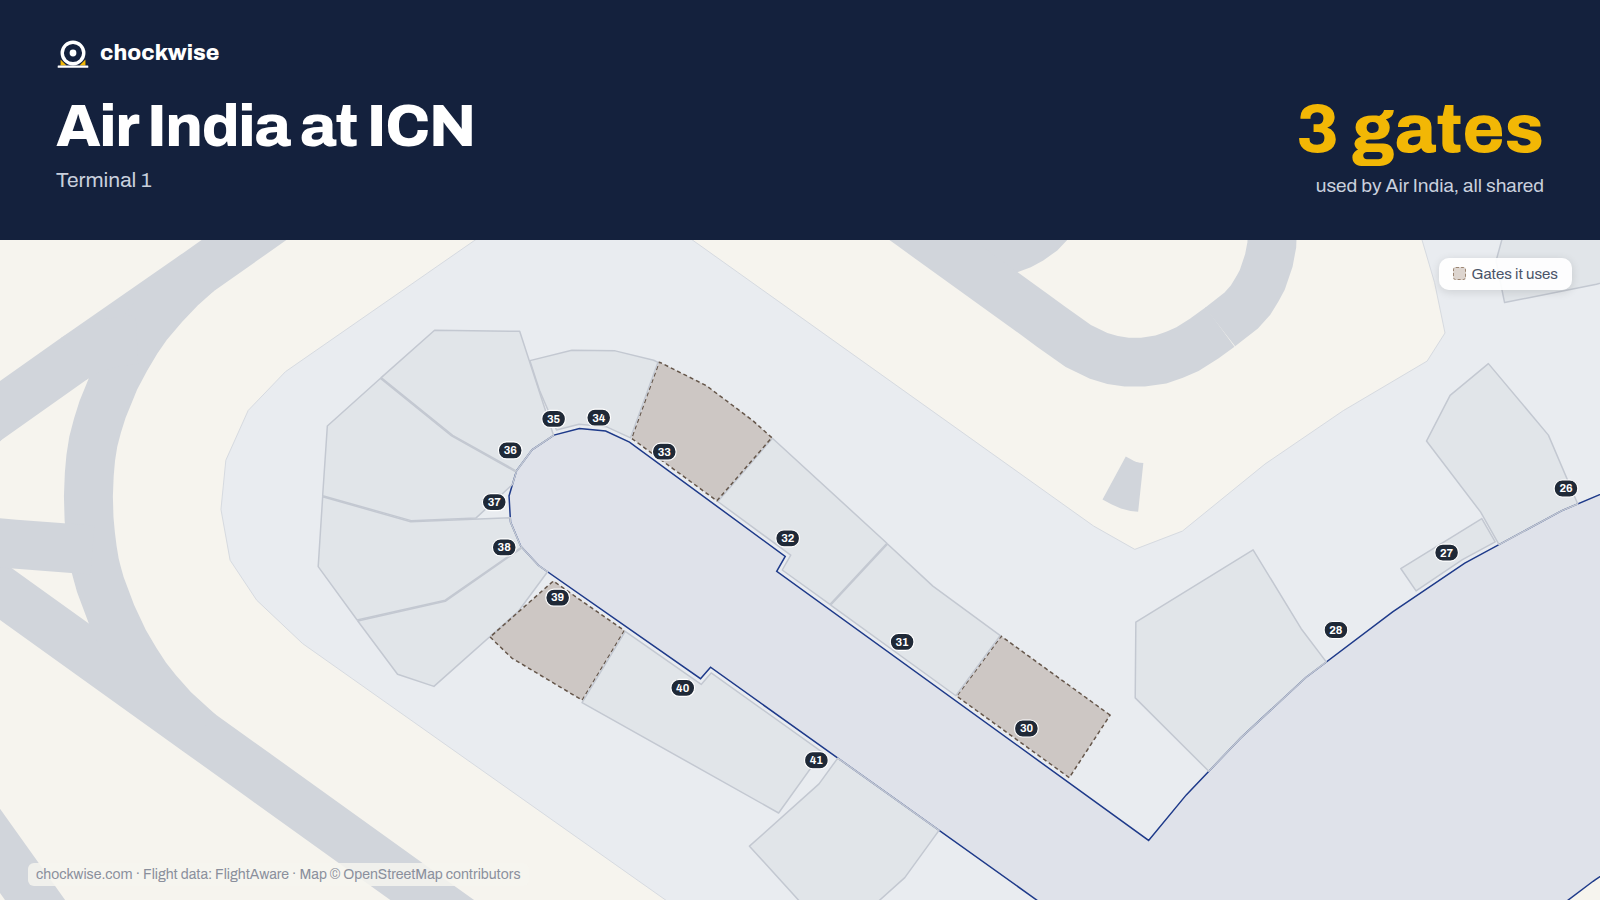 chockwise
Air India at ICN
Terminal 1
3 gates
used by Air India, all shared
Gates it uses
35
34
36
33
37
26
32
38
27
39
28
31
40
30
41
chockwise.com · Flight data: FlightAware · Map © OpenStreetMap contributors